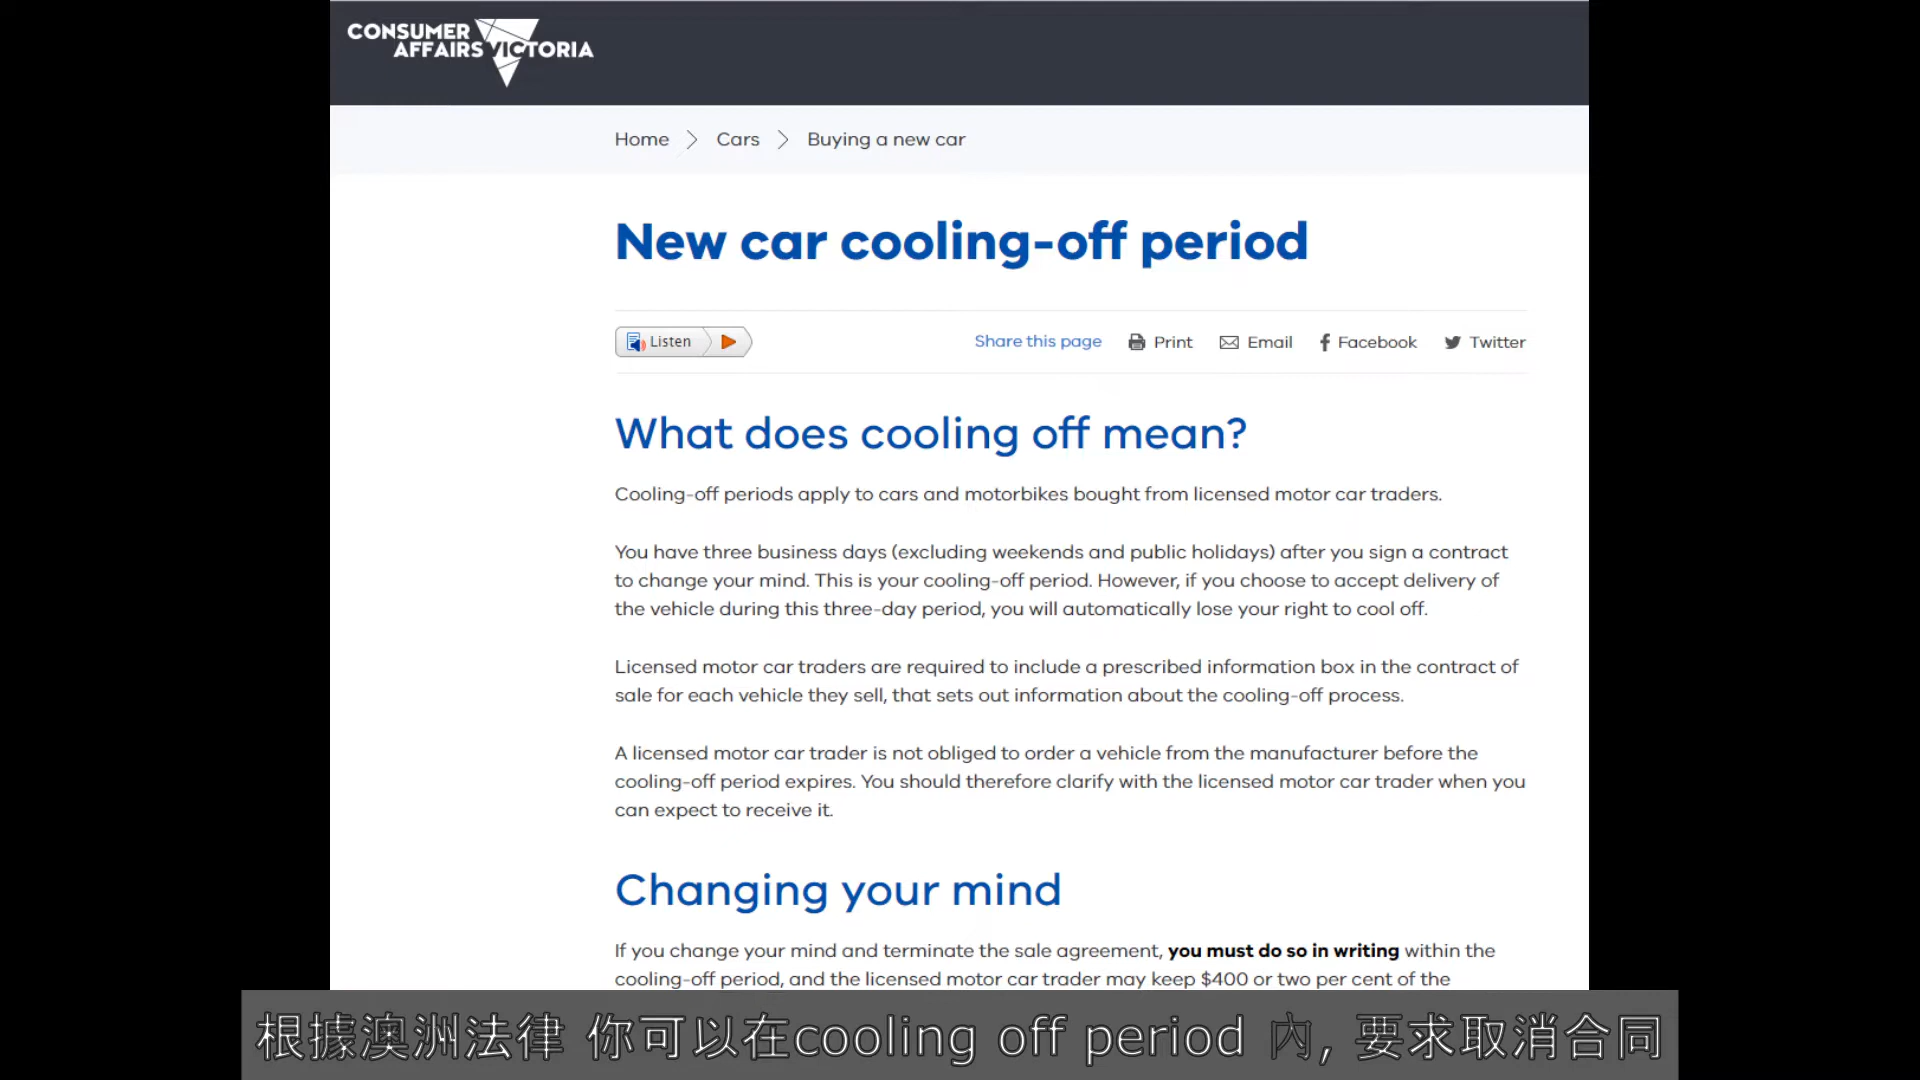 CONSUMER
AFFAIRS VICTORIA
Home > Cars > Buying a new car
New car cooling-off period
Listen
Share this page Print Email Facebook Twitter
What does cooling off mean?
Cooling-off periods apply to cars and motorbikes bought from licensed motor car traders.
You have three business days (excluding weekends and public holidays) after you sign a contract
to change your mind. This is your cooling-off period. However, if you choose to accept delivery of
the vehicle during this three-day period, you will automatically lose your right to cool off.
Licensed motor car traders are required to include a prescribed information box in the contract of
sale for each vehicle they sell, that sets out information about the cooling-off process.
A licensed motor car trader is not obliged to order a vehicle from the manufacturer before the
cooling-off period expires. You should therefore clarify with the licensed motor car trader when you
can expect to receive it.
Changing your mind
If you change your mind and terminate the sale agreement, you must do so in writing within the
cooling-off period, and the licensed motor car trader may keep $400 or two per cent of the
根據澳洲法律 你可以在cooling off period 內, 要求取消合同